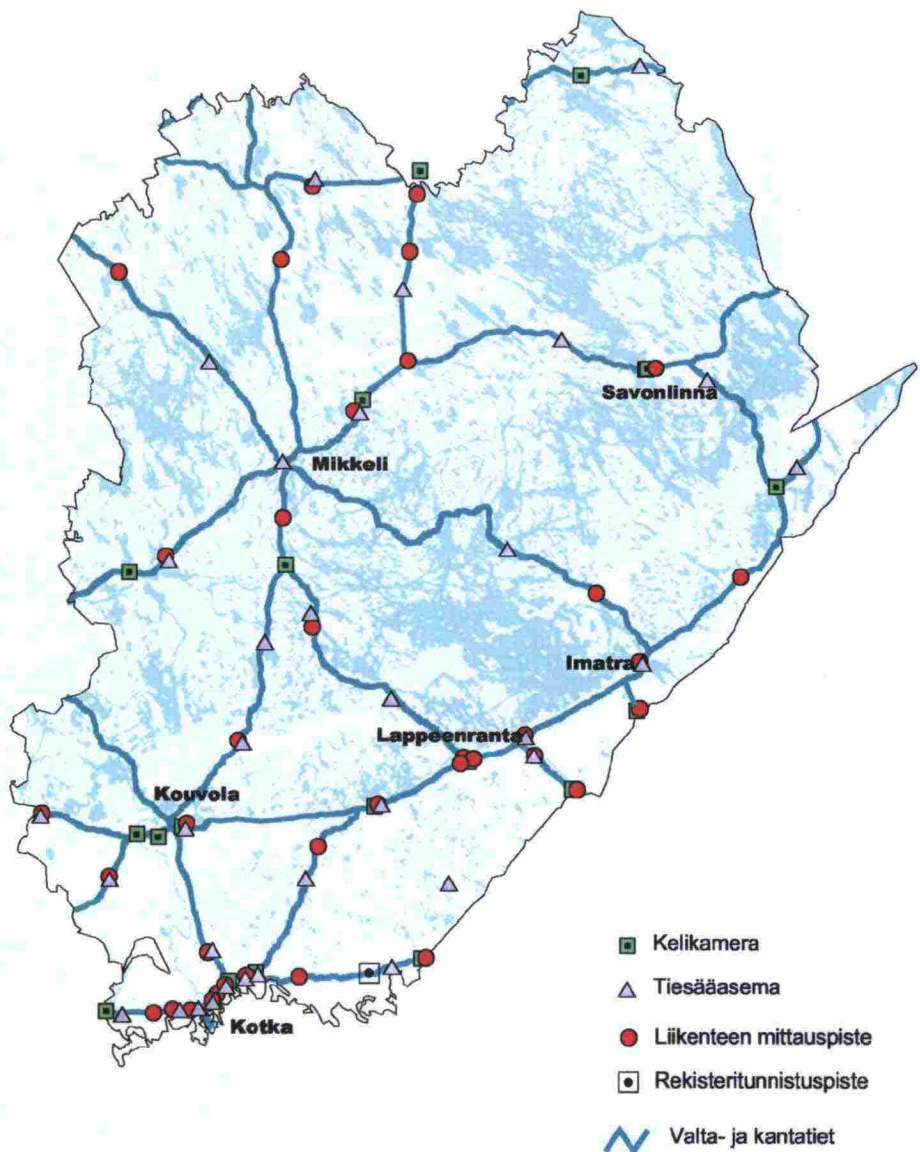 Savonlinna
Mikkeli
Imatra
Lappeenranta
Kouvola
Kotka
Kelikamera
Tiesääasema
Liikenteen mittauspiste
Rekisteritunnistuspiste
Valta- ja kantatiet